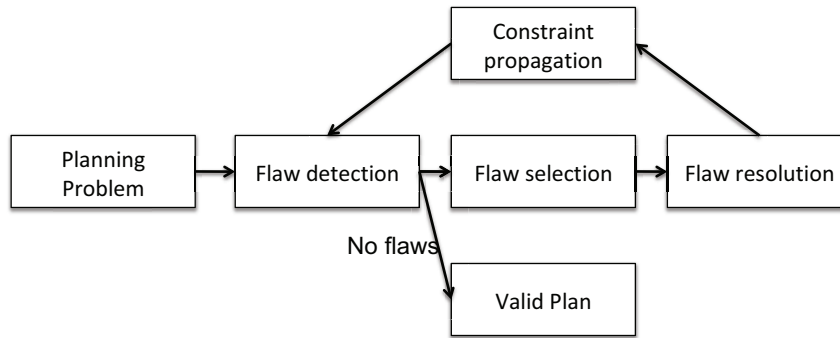 Constraint
propagation
Planning
Problem
Flaw detection
Flaw selection
Flaw resolution
No flaws
Valid Plan